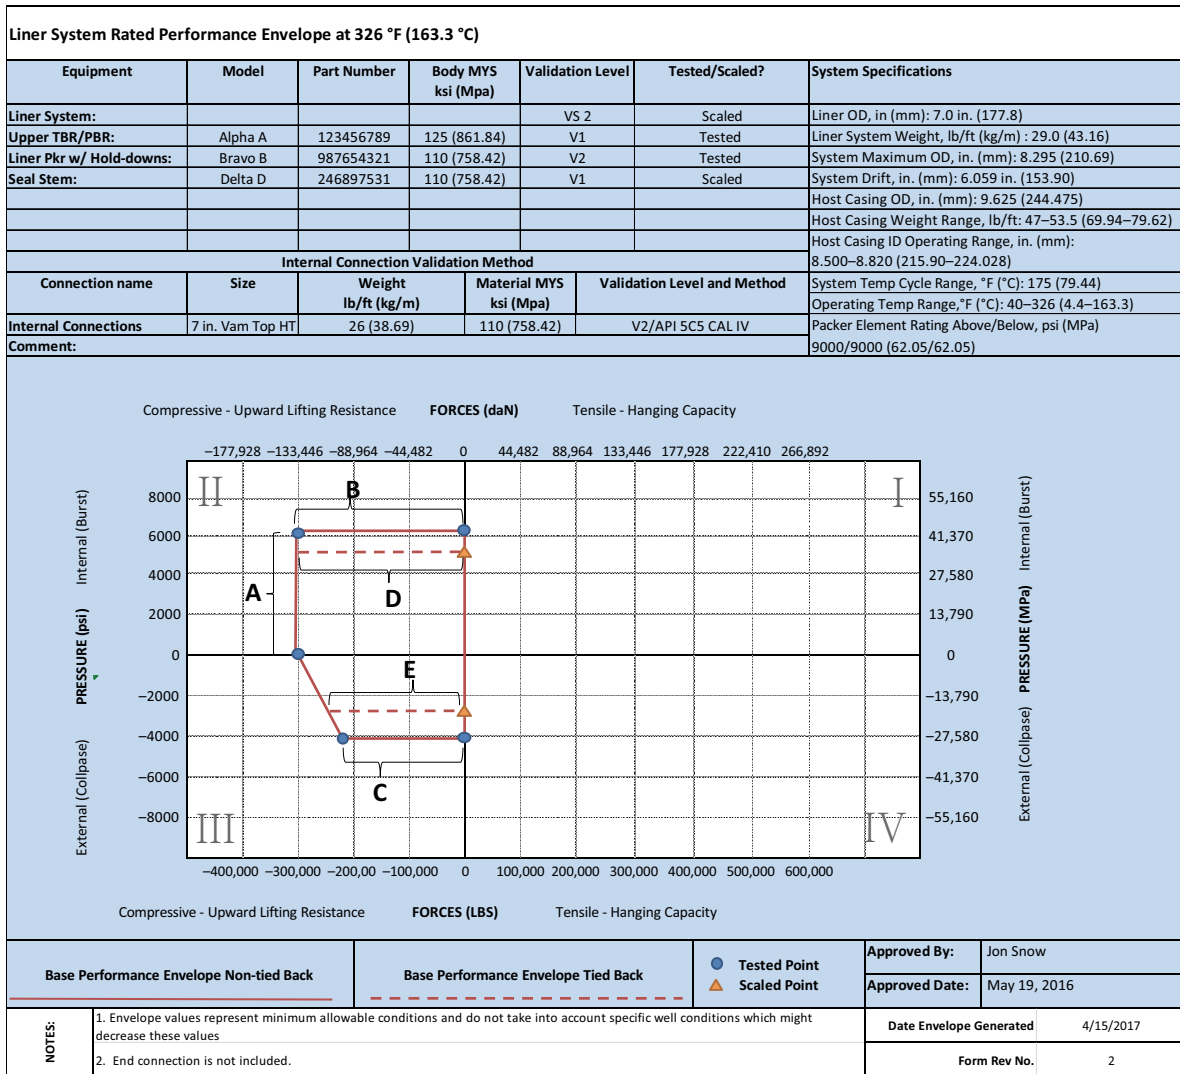 Liner System Rated Performance Envelope at 326 °F (163.3 °C)
Equipment Model Part Number Body MYS ksi (Mpa) Validation Level Tested/Scaled? System Specifications
Liner System: VS 2 Scaled Liner OD, in (mm): 7.0 in. (177.8)
Upper TBR/PBR: Alpha A 123456789 125 (861.84) V1 Tested Liner System Weight, lb/ft (kg/m) : 29.0 (43.16)
Liner Pkr w/ Hold-downs: Bravo B 987654321 110 (758.42) V2 Tested System Maximum OD, in. (mm): 8.295 (210.69)
Seal Stem: Delta D 246897531 110 (758.42) V1 Scaled System Drift, in. (mm): 6.059 in. (153.90)
Host Casing OD, in. (mm): 9.625 (244.475)
Host Casing Weight Range, lb/ft: 47–53.5 (69.94–79.62)
Host Casing ID Operating Range, in. (mm):
8.500–8.820 (215.90–224.028)
Internal Connection Validation Method
Connection name Size Weight lb/ft (kg/m) Material MYS ksi (Mpa) Validation Level and Method
System Temp Cycle Range, °F (°C): 175 (79.44)
Operating Temp Range,°F (°C): 40–326 (4.4–163.3)
Internal Connections 7 in. Vam Top HT 26 (38.69) 110 (758.42) V2/API 5C5 CAL IV
Packer Element Rating Above/Below, psi (MPa)
9000/9000 (62.05/62.05)
Comment:
Compressive - Upward Lifting Resistance FORCES (daN) Tensile - Hanging Capacity
–177,928 –133,446 –88,964 –44,482 0 44,482 88,964 133,446 177,928 222,410 266,892
II
I
III
IV
B
A
D
E
C
Internal (Burst)
PRESSURE (psi)
External (Collpase)
8000
6000
4000
2000
0
–2000
–4000
–6000
–8000
55,160
41,370
27,580
13,790
0
–13,790
–27,580
–41,370
–55,160
Internal (Burst)
PRESSURE (MPa)
External (Collpase)
–400,000 –300,000 –200,00 –100,000 0 100,000 200,000 300,000 400,000 500,000 600,000
Compressive - Upward Lifting Resistance FORCES (LBS) Tensile - Hanging Capacity
Base Performance Envelope Non-tied Back
Base Performance Envelope Tied Back
Tested Point
Scaled Point
Approved By: Jon Snow
Approved Date: May 19, 2016
NOTES:
1. Envelope values represent minimum allowable conditions and do not take into account specific well conditions which might
decrease these values
2. End connection is not included.
Date Envelope Generated 4/15/2017
Form Rev No. 2